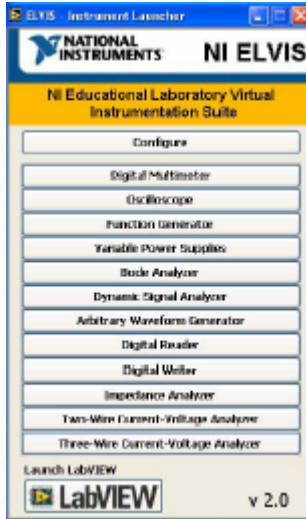 ELVIS - Instrument Launcher
NATIONAL
INSTRUMENTS
NI ELVIS
NI Educational Laboratory Virtual
Instrumentation Suite
Configure
Digital Multimeter
Oscilloscope
Function Generator
Variable Power Supplies
Bode Analyzer
Dynamic Signal Analyzer
Arbitrary Waveform Generator
Digital Reader
Digital Writer
Impedance Analyzer
Two-Wire Current-Voltage Analyzer
Three-Wire Current-Voltage Analyzer
Launch LabVIEW
LabVIEW
v 2.0